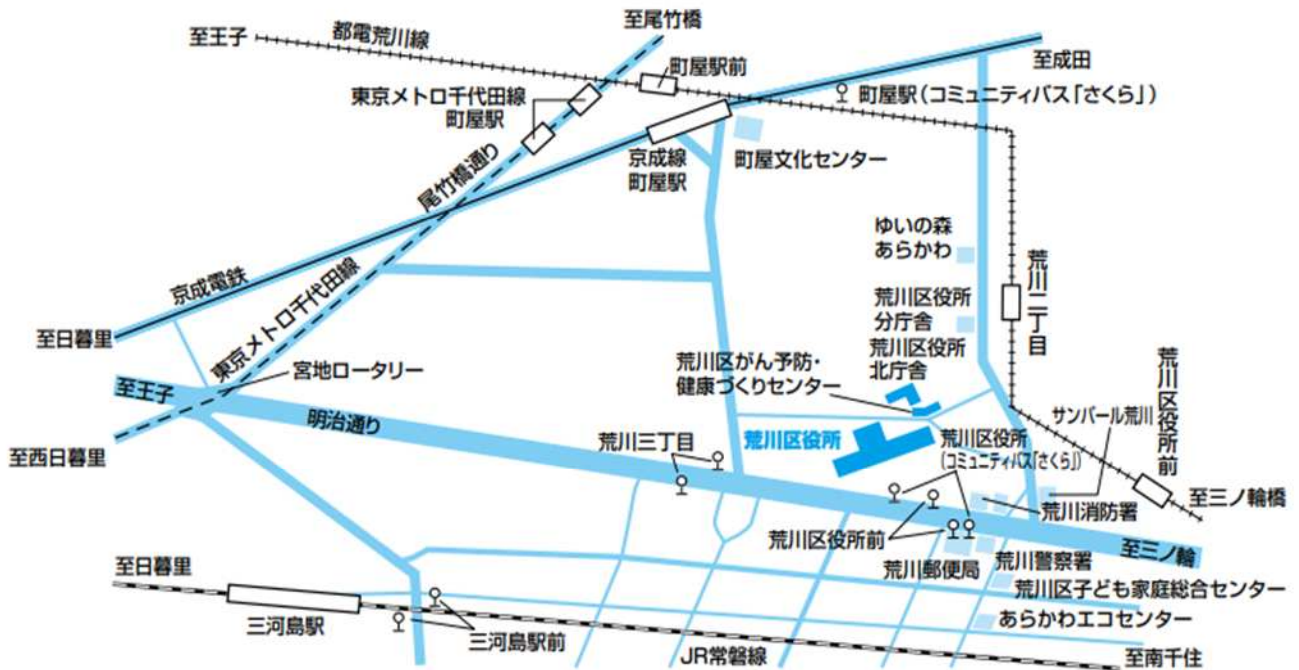 至尾竹橋
至王子
都電荒川線
町屋駅前
至成田
東京メトロ千代田線
町屋駅
町屋駅(コミュニティバス「さくら」)
京成線
町屋駅
町屋文化センター
尾竹橋通り
ゆいの森
あらかわ
荒川二丁目
京成電鉄
東京メトロ千代田線
荒川区役所
分庁舎
至日暮里
荒川区役所
北庁舎
荒川区役所前
宮地ロータリー
荒川区がん予防・
健康づくりセンター
至王子
明治通り
サンパール荒川
荒川三丁目
荒川区役所
荒川区役所
(コミュニティバス「さくら」)
至西日暮里
至三ノ輪橋
荒川消防署
荒川区役所前
至三ノ輪
至日暮里
荒川郵便局
荒川警察署
荒川区子ども家庭総合センター
あらかわエコセンター
三河島駅
三河島駅前
JR常磐線
至南千住